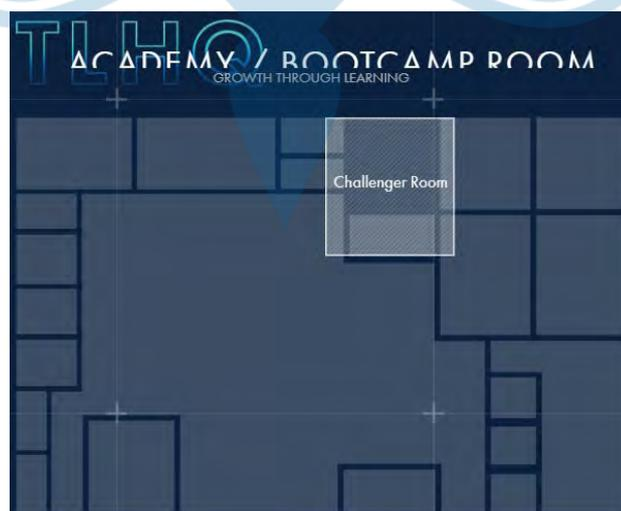 TLHQ
ACADEMY / BOOTCAMP ROOM
GROWTH THROUGH LEARNING
Challenger Room